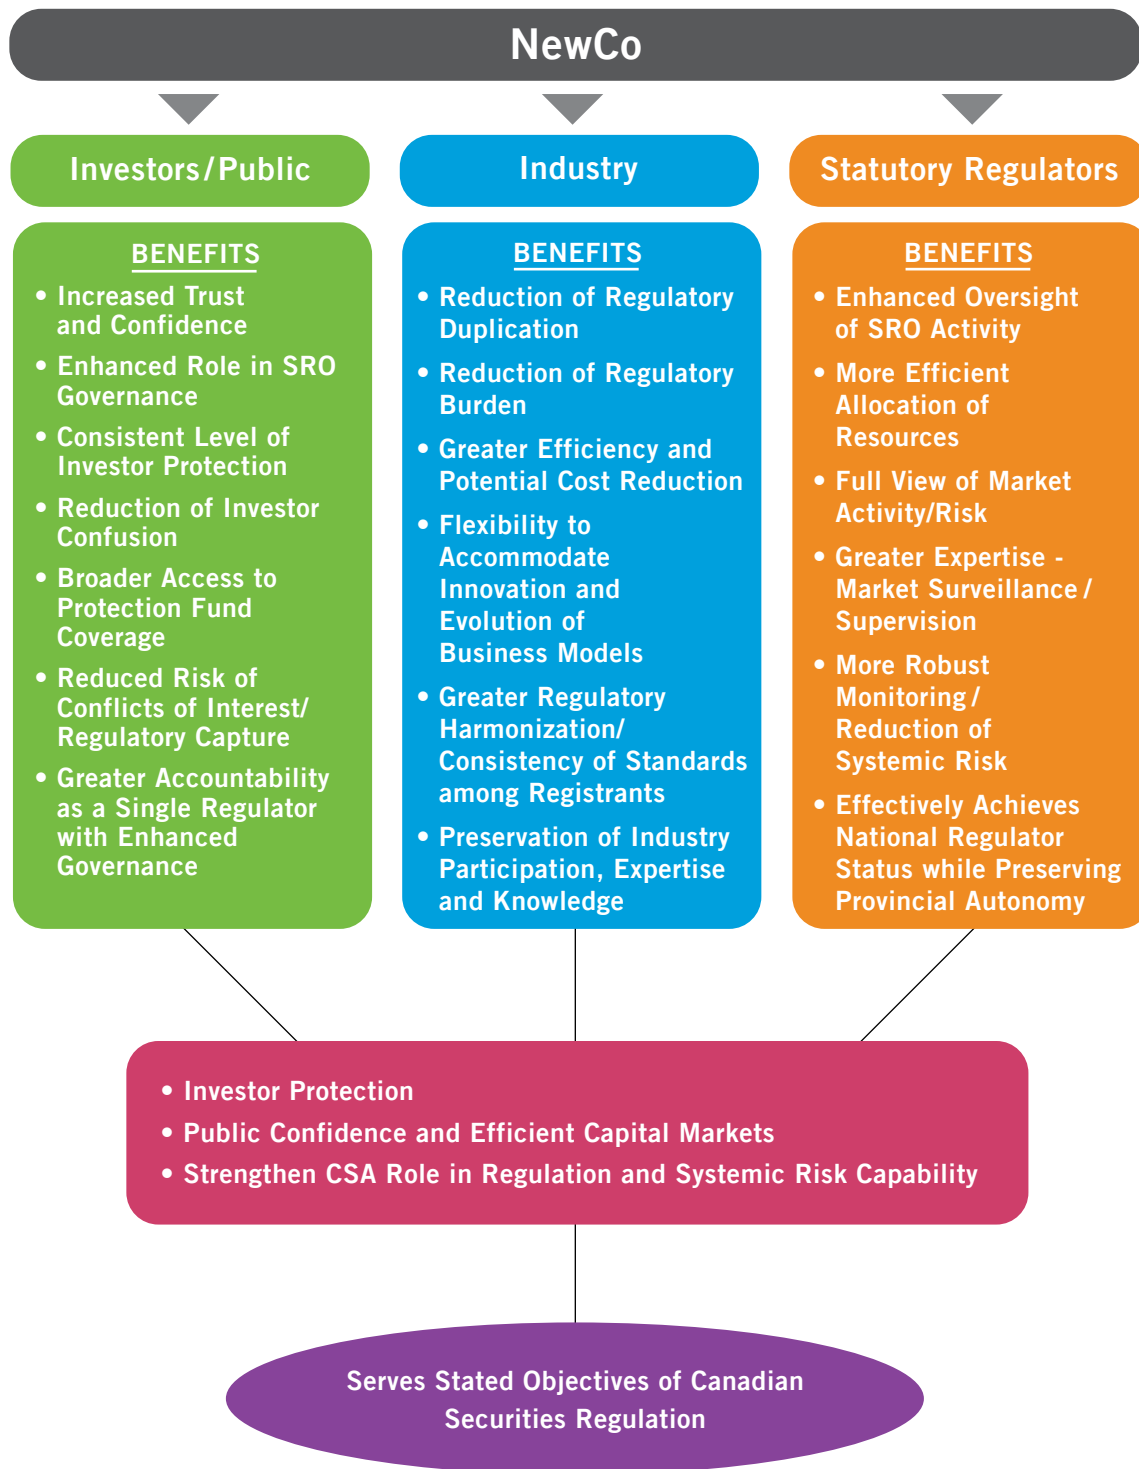 NewCo
Investors/Public
BENEFITS
• Increased Trust
and Confidence
• Enhanced Role in SRO
Governance
• Consistent Level of
Investor Protection
• Reduction of Investor
Confusion
• Broader Access to
Protection Fund
Coverage
• Reduced Risk of
Conflicts of Interest/
Regulatory Capture
• Greater Accountability
as a Single Regulator
with Enhanced
Governance
Industry
BENEFITS
• Reduction of Regulatory
Duplication
• Reduction of Regulatory
Burden
• Greater Efficiency and
Potential Cost Reduction
• Flexibility to
Accommodate
Innovation and
Evolution of
Business Models
• Greater Regulatory
Harmonization/
Consistency of Standards
among Registrants
• Preservation of Industry
Participation, Expertise
and Knowledge
Statutory Regulators
BENEFITS
• Enhanced Oversight
of SRO Activity
• More Efficient
Allocation of
Resources
• Full View of Market
Activity/Risk
• Greater Expertise -
Market Surveillance/
Supervision
• More Robust
Monitoring/
Reduction of
Systemic Risk
• Effectively Achieves
National Regulator
Status while Preserving
Provincial Autonomy
• Investor Protection
• Public Confidence and Efficient Capital Markets
• Strengthen CSA Role in Regulation and Systemic Risk Capability
Serves Stated Objectives of Canadian
Securities Regulation